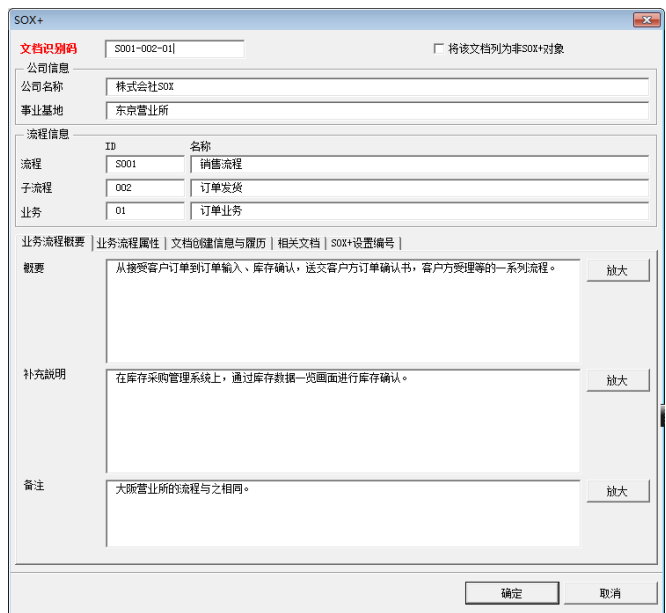 SOX+
文档识别码 S001-002-01 将该文档列为非SOX+对象
公司信息
公司名称 株式会社SOX
事业基地 东京营业所
流程信息
ID 名称
流程 S001 销售流程
子流程 002 订单发货
业务 01 订单业务
业务流程概要 业务流程属性 文档创建信息与履历 相关文档 SOX+设置编号
概要 从接受客户订单到订单输入、库存确认，送交客户方订单确认书，客户方受理等的一系列流程。 放大
补充説明 在库存采购管理系统上，通过库存数据一览画面进行库存确认。 放大
备注 大阪营业所的流程与之相同。 放大
确定 取消